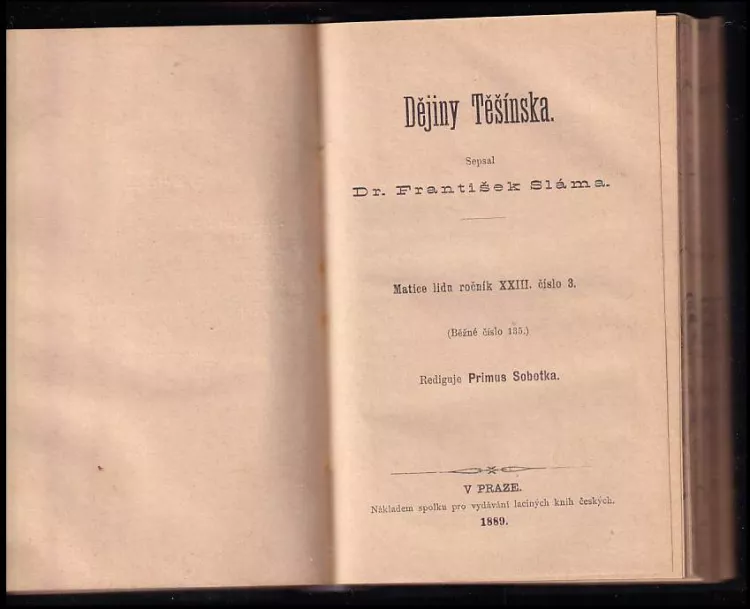 Dějiny Těšínska.
Sepsal
Dr. František Sláma.
Matice lidu ročník XXIII. číslo 3.
(Běžné číslo 135.)
Rediguje Primus Sobotka.
V PRAZE.
Nákladem spolku pro vydávání laciných knih českých.
1889.